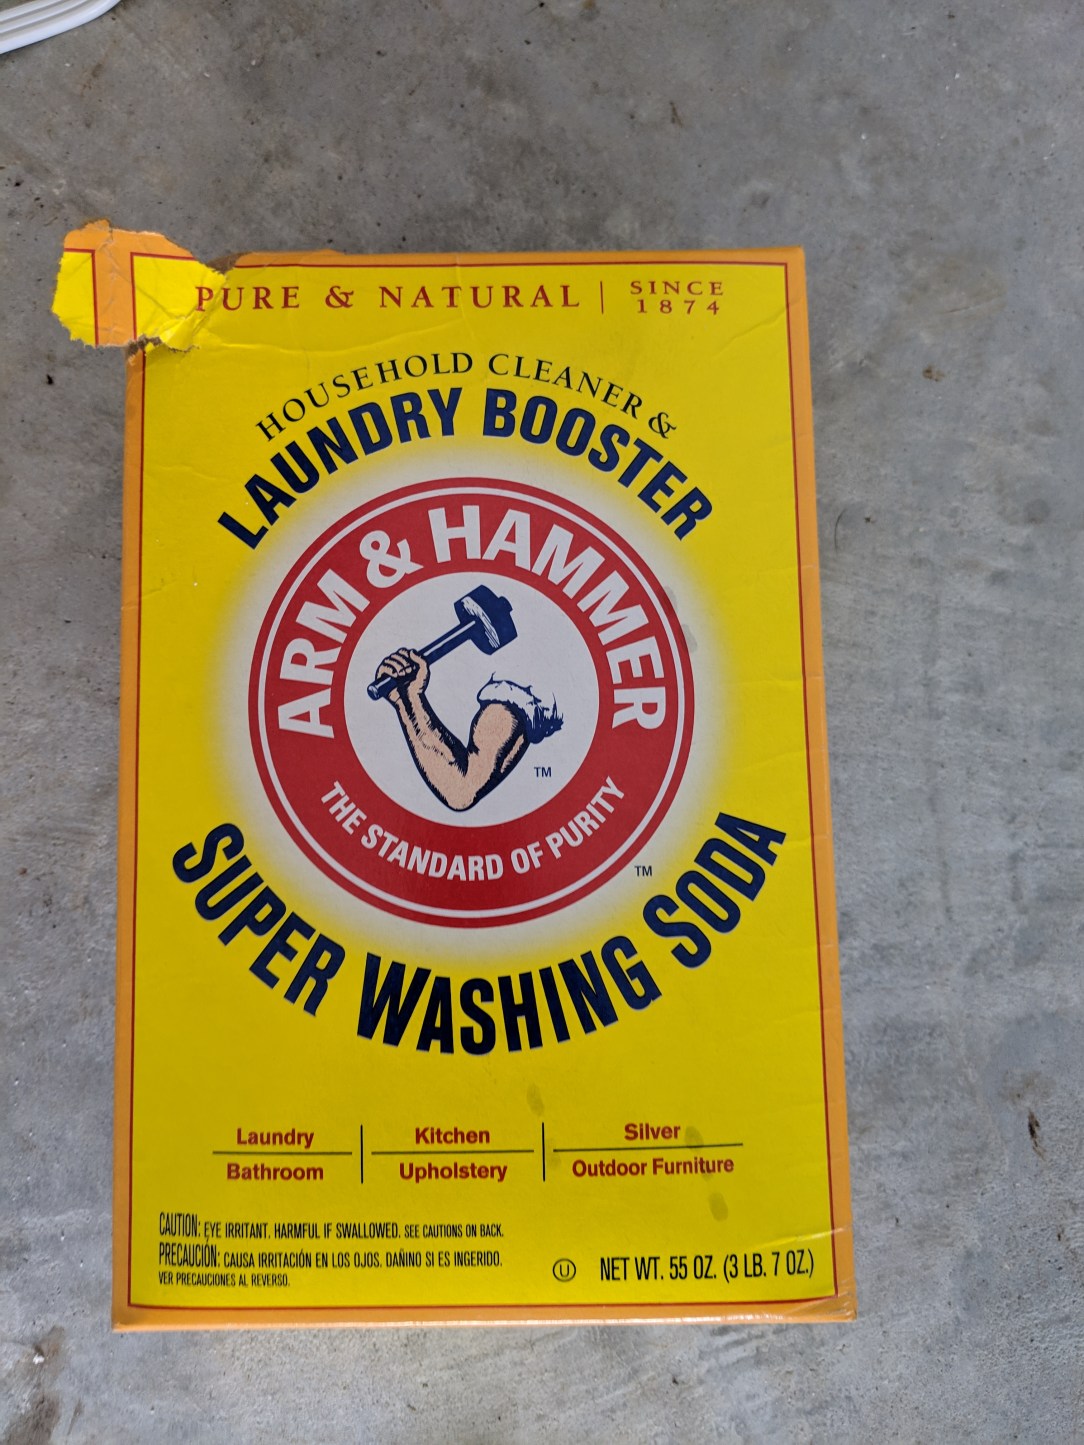 PURE & NATURAL | SINCE 1874
HOUSEHOLD CLEANER &
LAUNDRY BOOSTER
ARM & HAMMER
TM
THE STANDARD OF PURITY
TM
SUPER WASHING SODA
Laundry
Bathroom
Kitchen
Upholstery
Silver
Outdoor Furniture
CAUTION: EYE IRRITANT. HARMFUL IF SWALLOWED. SEE CAUTIONS ON BACK.
PRECAUCIÓN: CAUSA IRRITACIÓN EN LOS OJOS. DAÑINO SI ES INGERIDO.
VER PRECAUCIONES AL REVERSO.
U NET WT. 55 OZ. (3 LB. 7 OZ.)